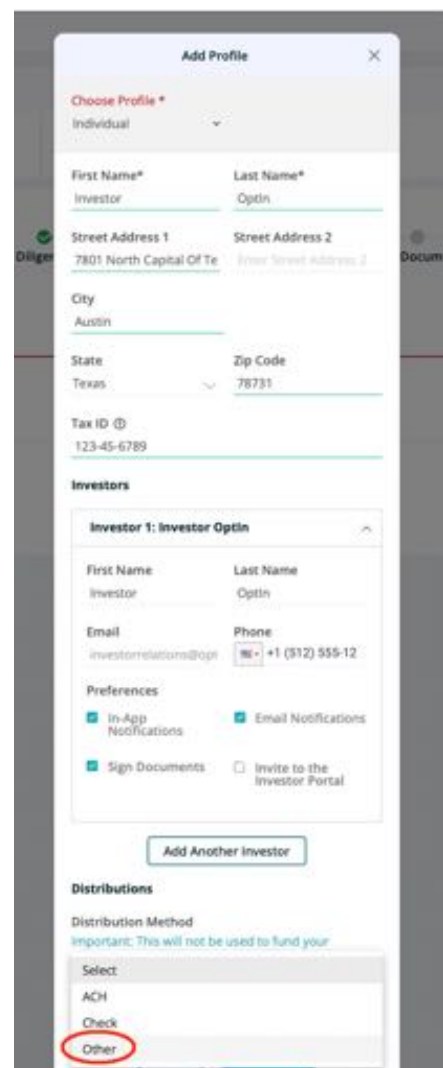 Add Profile
Choose Profile *
Individual
First Name* Last Name*
Investor OptIn
Street Address 1 Street Address 2
7801 North Capital Of Te Enter Street Address 2
Diliger Docum
City
Austin
State Zip Code
Texas 78731
Tax ID
123-45-6789
Investors
Investor 1: Investor OptIn
First Name Last Name
Investor OptIn
Email Phone
investorrelations@opt +1 (512) 555-12
Preferences
In-App Notifications Email Notifications
Sign Documents Invite to the
Investor Portal
Add Another Investor
Distributions
Distribution Method
Important: This will not be used to fund your
Select
ACH
Check
Other